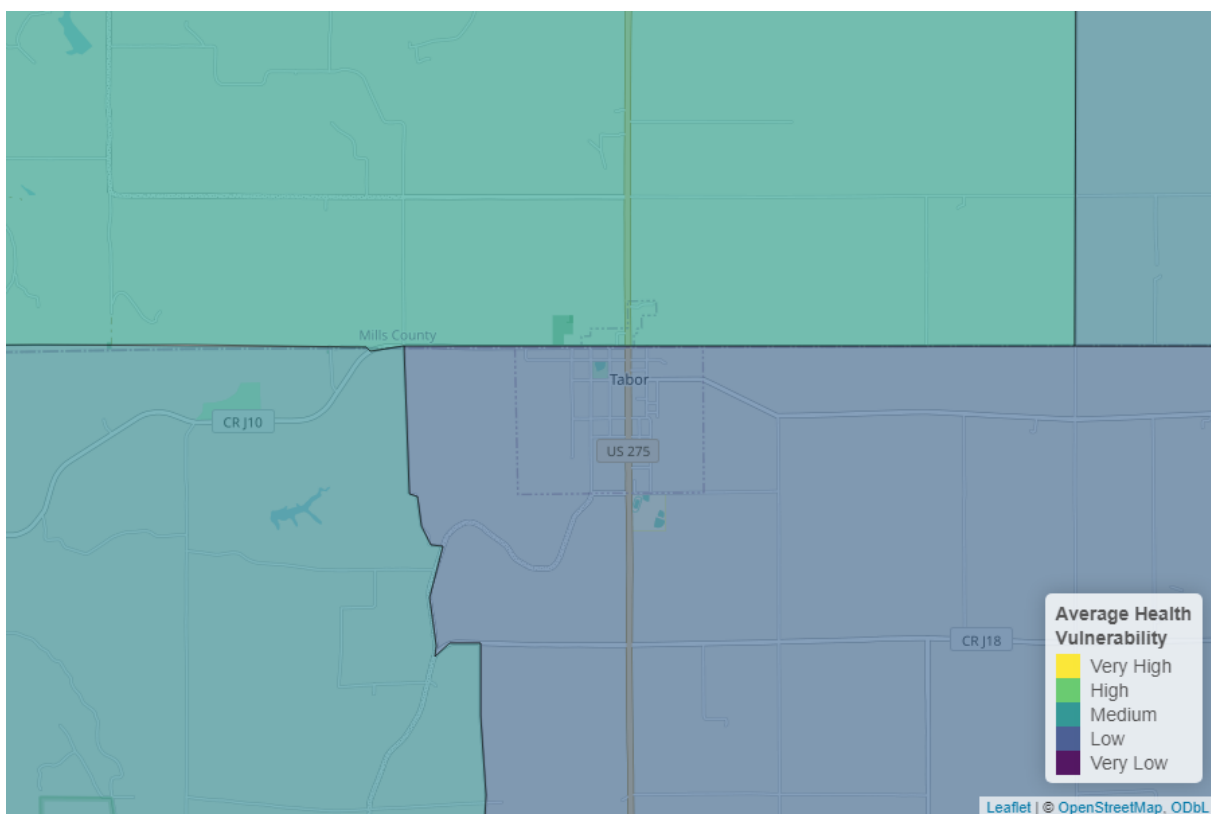 Mills County
Tabor
CR J10
US 275
CR J18
Average Health
Vulnerability
Very High
High
Medium
Low
Very Low
Leaflet | © OpenStreetMap, ODbL